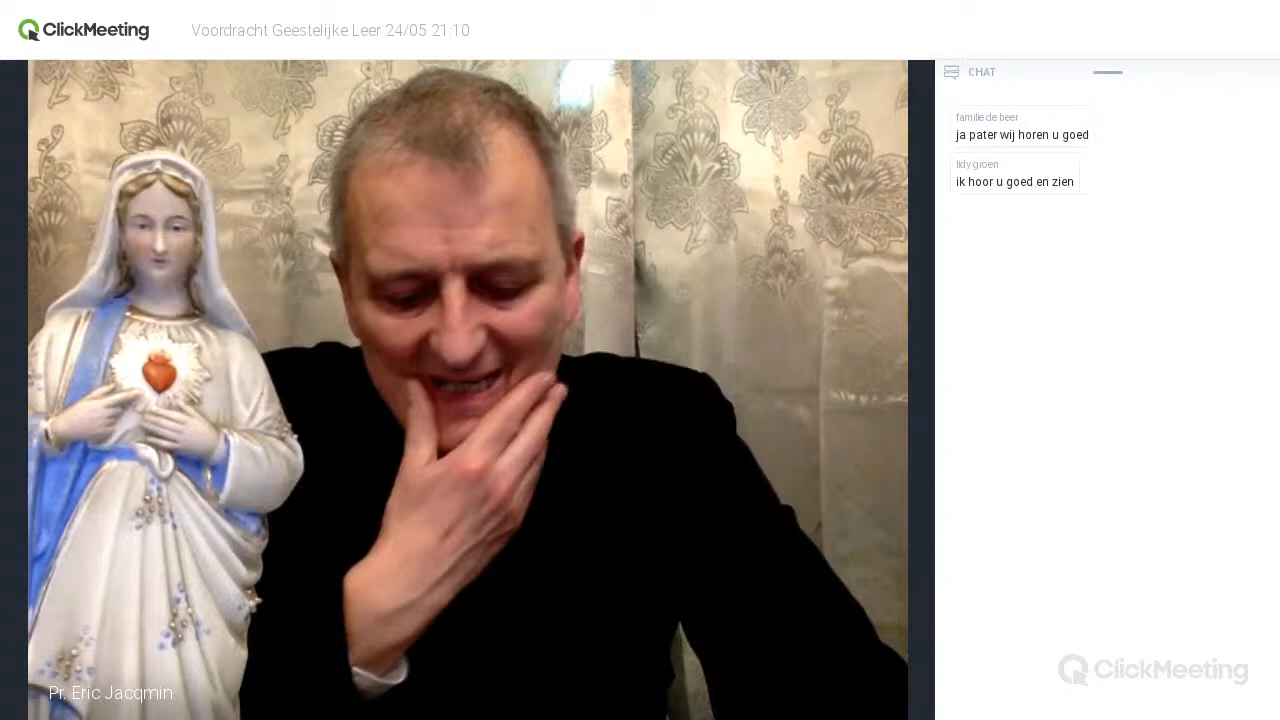 ClickMeeting
Voordracht Geestelijke Leer 24/05 21:10
CHAT
familie de beer
ja pater wij horen u goed
lidy groen
ik hoor u goed en zien
Pr. Eric Jacqmin
ClickMeeting